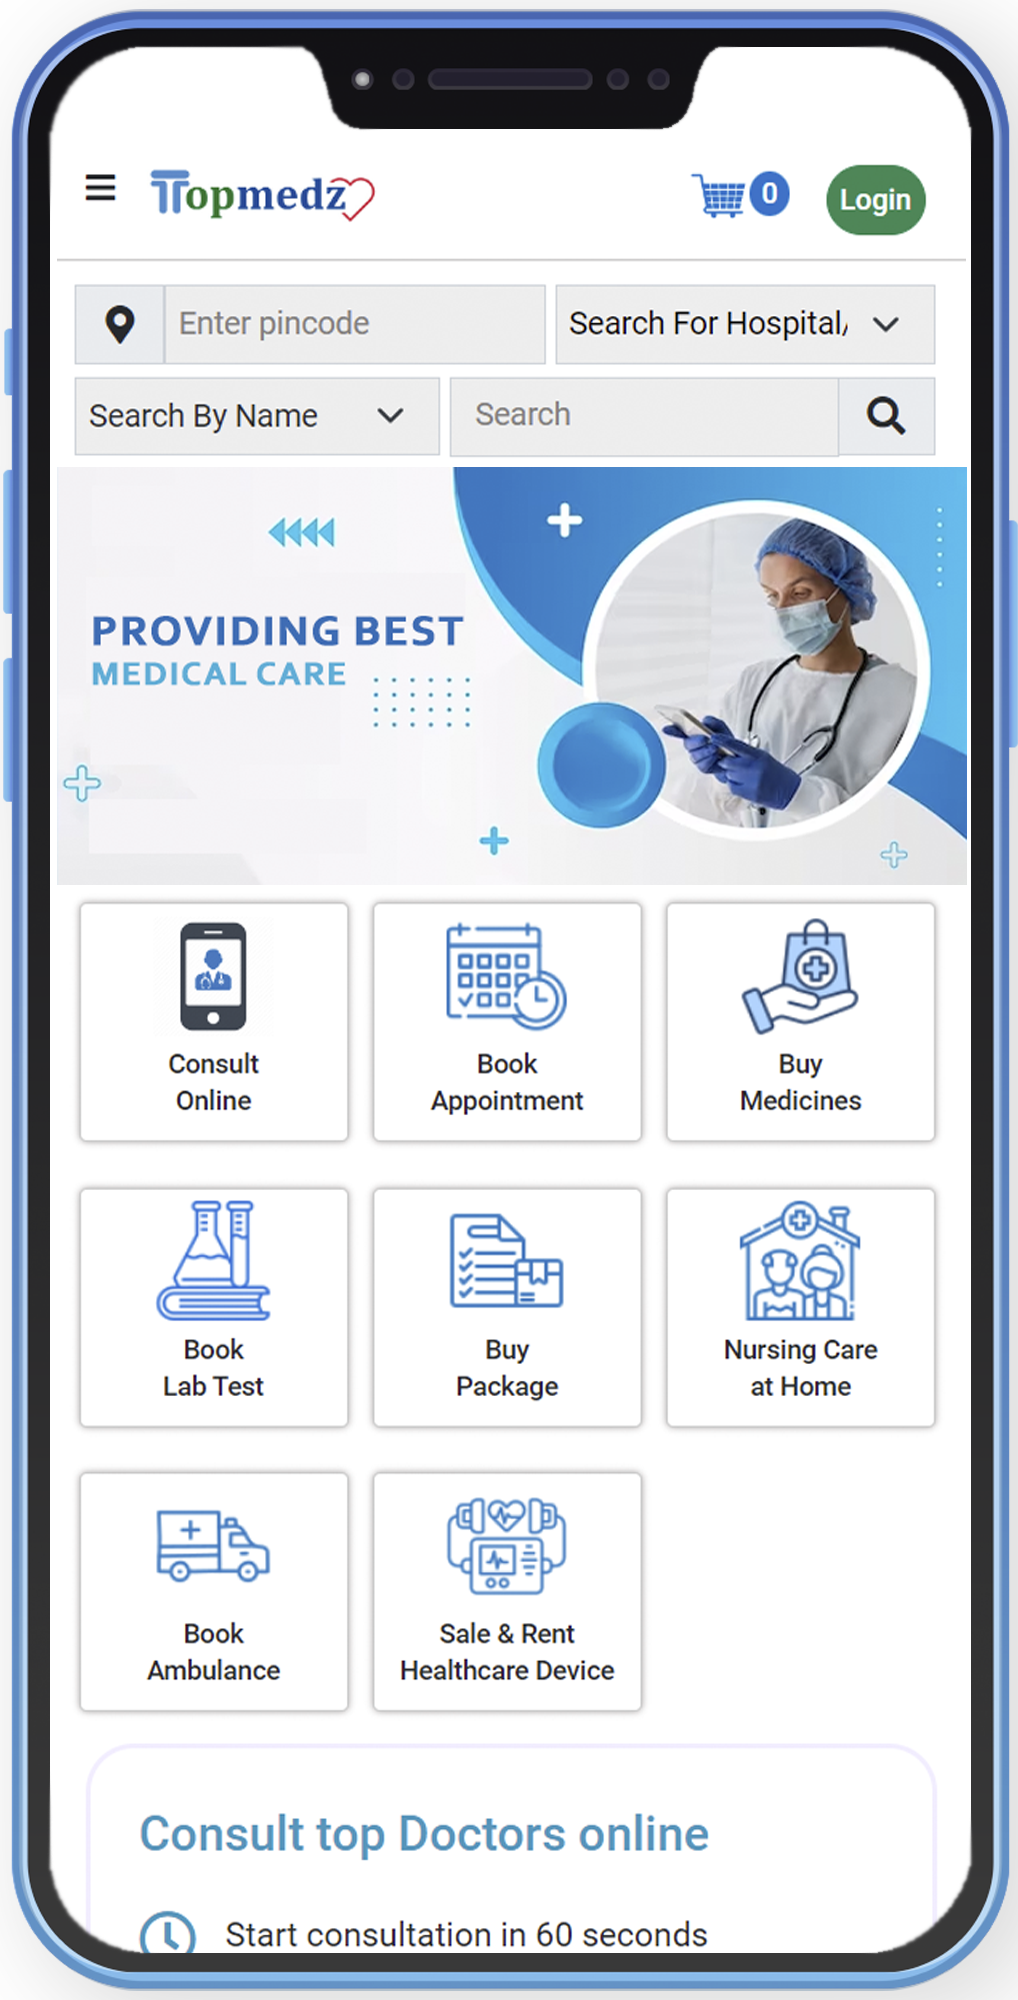 Topmedz
0
Login
Enter pincode
Search For Hospital/
Search By Name
Search
PROVIDING BEST
MEDICAL CARE
Consult
Online
Book
Appointment
Buy
Medicines
Book
Lab Test
Buy
Package
Nursing Care
at Home
Book
Ambulance
Sale & Rent
Healthcare Device
Consult top Doctors online
Start consultation in 60 seconds